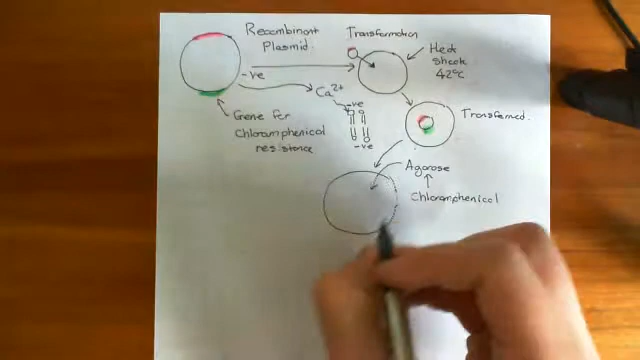 Recombinant
Plasmid.
-ve
Gene for
Chloramphenicol
resistance
Ca2+
-ve
-ve
Transformation
Heat
shock
42°C
Transformed.
Agarose
Chloramphenicol